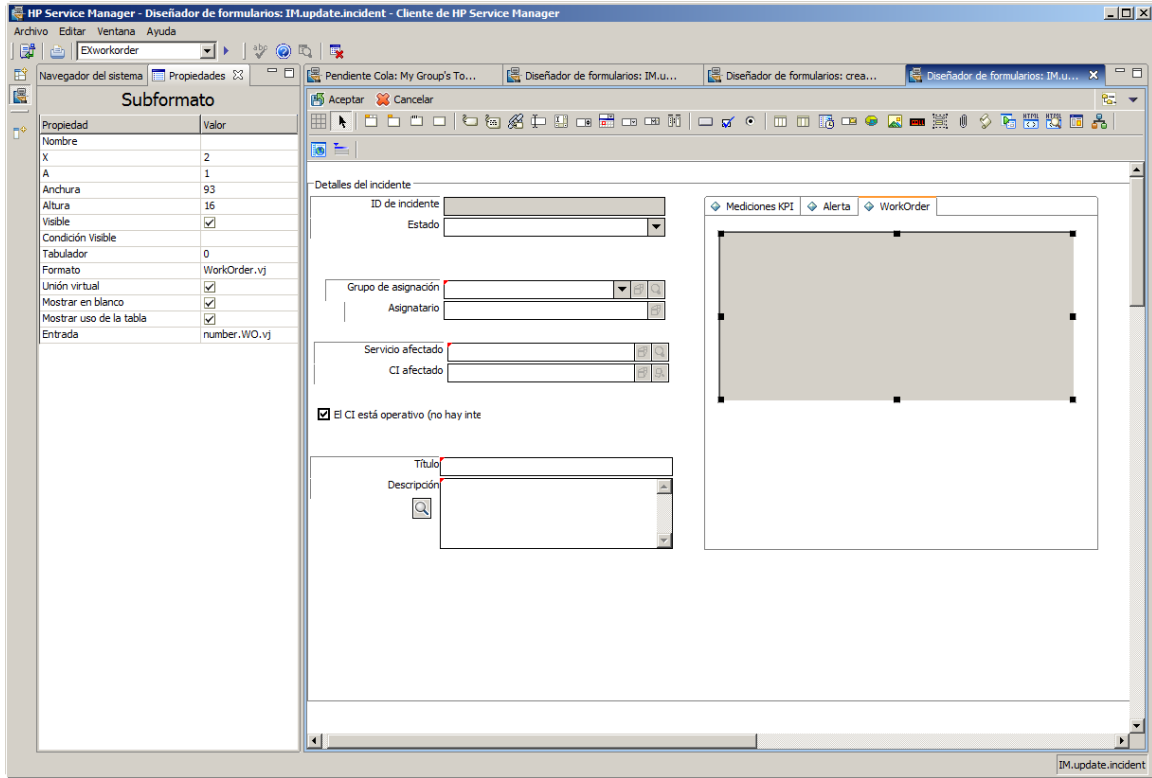 HP Service Manager - Diseñador de formularios: IM.update.incident - Cliente de HP Service Manager
Archivo Editar Ventana Ayuda
EXworkorder
abc
Navegador del sistema
Propiedades
Pendiente Cola: My Group's To...
Diseñador de formularios: IM.u...
Diseñador de formularios: crea...
Diseñador de formularios: IM.u...
Subformato
Aceptar
Cancelar
Propiedad Valor
Nombre
X 2
A 1
Anchura 93
Altura 16
Visible
Condición Visible
Tabulador 0
Formato WorkOrder.vj
Unión virtual
Mostrar en blanco
Mostrar uso de la tabla
Entrada number.WO.vj
Detalles del incidente
ID de incidente
Estado
Grupo de asignación
Asignatario
Servicio afectado
CI afectado
El CI está operativo (no hay inte
Título
Descripción
Mediciones KPI
Alerta
WorkOrder
IM.update.incident